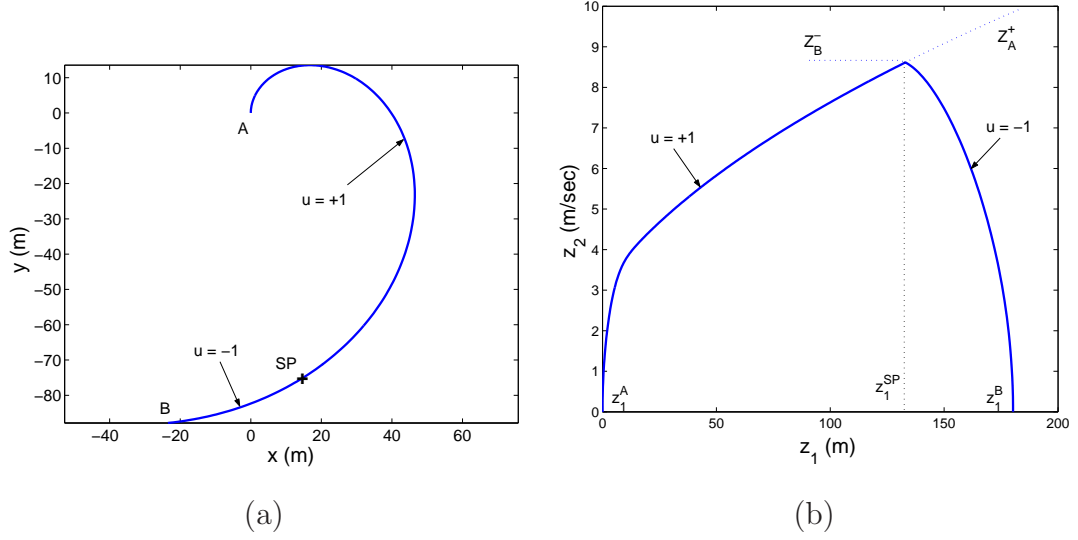 10
0
−10
−20
−30
−40
−50
−60
−70
−80
y (m)
A
u = +1
u = −1
SP
B
−40
−20
0
20
40
60
x (m)
(a)
10
9
8
7
6
5
4
3
2
1
0
z_2 (m/sec)
Z_B^−
Z_A^+
u = +1
u = −1
z_1^A
z_1^SP
z_1^B
0
50
100
150
200
z_1 (m)
(b)